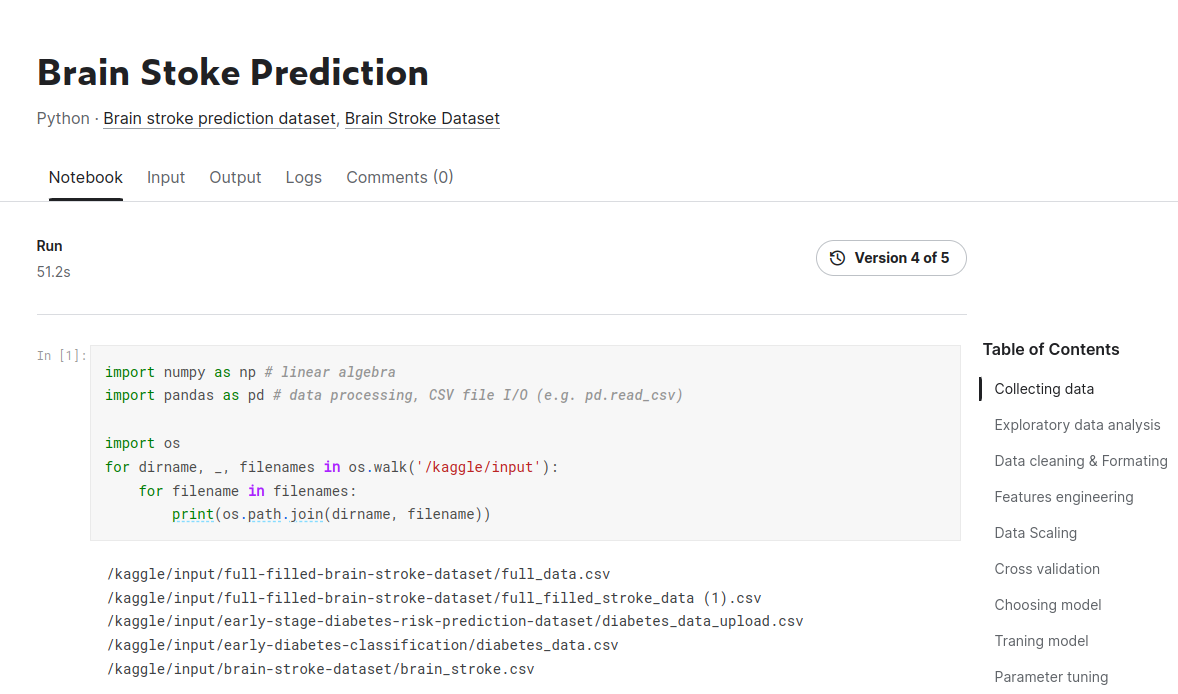 Brain Stoke Prediction
Python · Brain stroke prediction dataset, Brain Stroke Dataset
Notebook Input Output Logs Comments (0)
Run
51.2s
Version 4 of 5
In [1]:
import numpy as np # linear algebra
import pandas as pd # data processing, CSV file I/O (e.g. pd.read_csv)
import os
for dirname, _, filenames in os.walk('/kaggle/input'):
    for filename in filenames:
        print(os.path.join(dirname, filename))
/kaggle/input/full-filled-brain-stroke-dataset/full_data.csv
/kaggle/input/full-filled-brain-stroke-dataset/full_filled_stroke_data (1).csv
/kaggle/input/early-stage-diabetes-risk-prediction-dataset/diabetes_data_upload.csv
/kaggle/input/early-diabetes-classification/diabetes_data.csv
/kaggle/input/brain-stroke-dataset/brain_stroke.csv
Table of Contents
Collecting data
Exploratory data analysis
Data cleaning & Formating
Features engineering
Data Scaling
Cross validation
Choosing model
Traning model
Parameter tuning